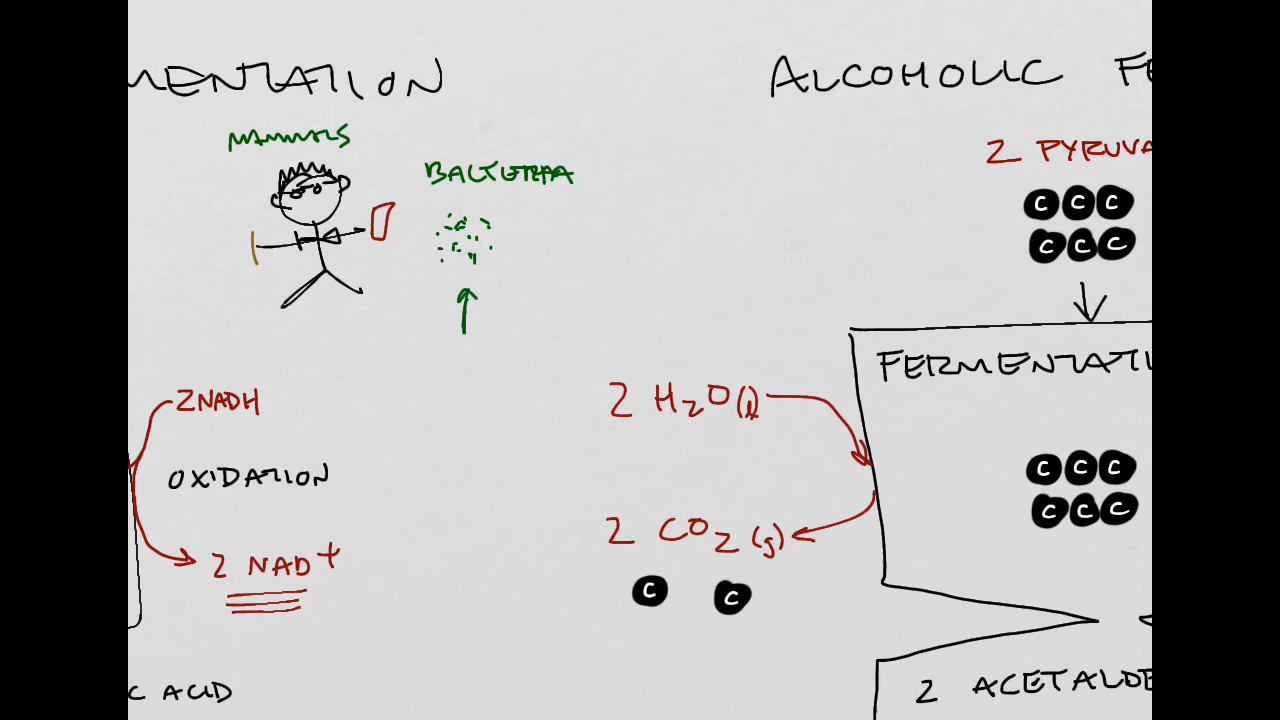 MENTATION
MAMMALS
BACTERIA
2NADH
OXIDATION
2 NAD+
C ACID
ALCOHOLIC FE
2 PYRUVA
C C C
C C C
FERMENTATI
2 H2O(l)
C C C
C C C
2 CO2 (g)
C C
2 ACETALDE